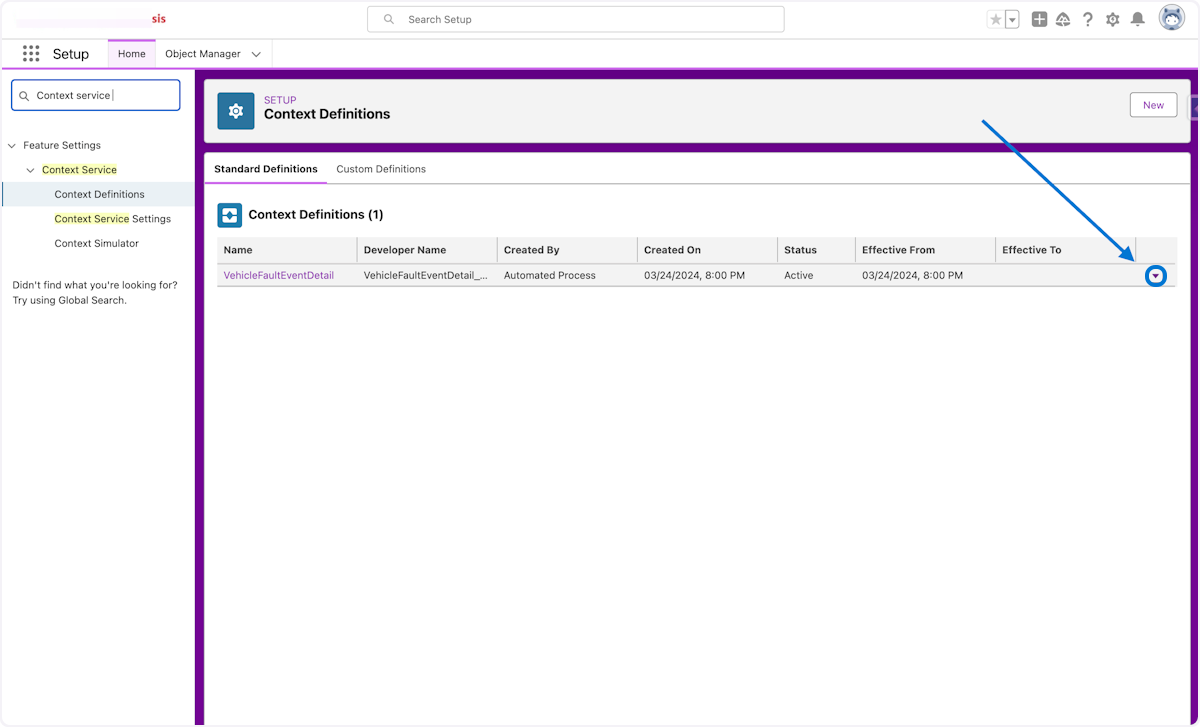 sis
Search Setup
Setup
Home
Object Manager
Context service
Feature Settings
Context Service
Context Definitions
Context Service Settings
Context Simulator
Didn't find what you're looking for?
Try using Global Search.
SETUP
Context Definitions
New
Standard Definitions
Custom Definitions
Context Definitions (1)
Name Developer Name Created By Created On Status Effective From Effective To
VehicleFaultEventDetail VehicleFaultEventDetail_... Automated Process 03/24/2024, 8:00 PM Active 03/24/2024, 8:00 PM